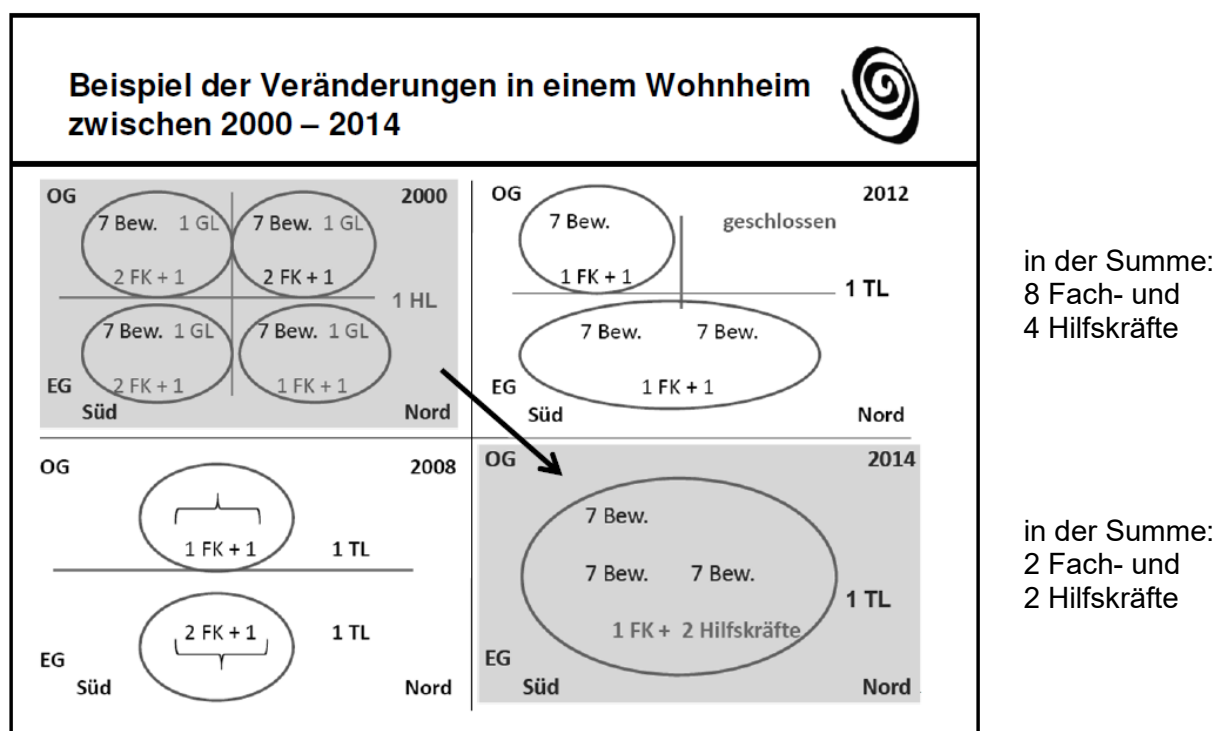 Beispiel der Veränderungen in einem Wohnheim
zwischen 2000 – 2014
OG
2000
7 Bew. 1 GL
7 Bew. 1 GL
2 FK + 1
2 FK + 1
1 HL
7 Bew. 1 GL
7 Bew. 1 GL
EG
2 FK + 1
1 FK + 1
Süd
Nord
OG
2012
7 Bew.
geschlossen
1 FK + 1
1 TL
7 Bew.
7 Bew.
EG
1 FK + 1
Süd
Nord
in der Summe:
8 Fach- und
4 Hilfskräfte
OG
2008
1 FK + 1
1 TL
2 FK + 1
1 TL
EG
Süd
Nord
OG
2014
7 Bew.
7 Bew.
7 Bew.
1 TL
1 FK + 2 Hilfskräfte
EG
Süd
Nord
in der Summe:
2 Fach- und
2 Hilfskräfte